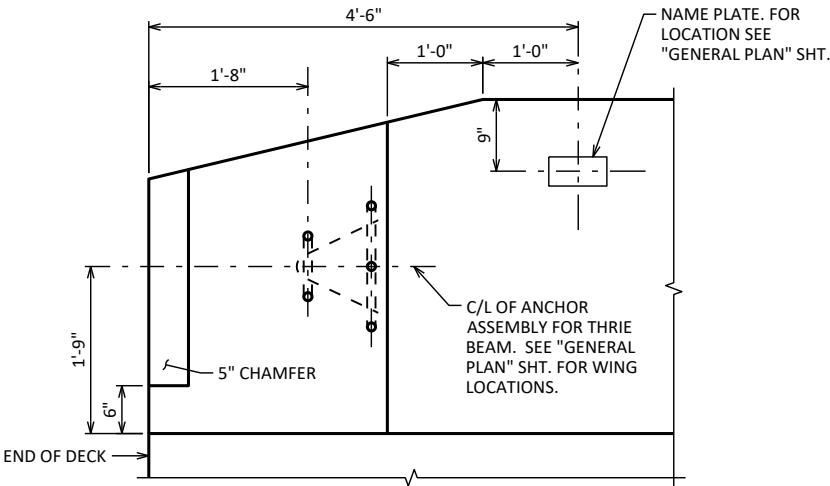 4'-6"
NAME PLATE. FOR
LOCATION SEE
"GENERAL PLAN" SHT.
1'-0"
1'-0"
1'-8"
9"
C/L OF ANCHOR
ASSEMBLY FOR THRIE
BEAM. SEE "GENERAL
PLAN" SHT. FOR WING
LOCATIONS.
1'-9"
5" CHAMFER
6"
END OF DECK